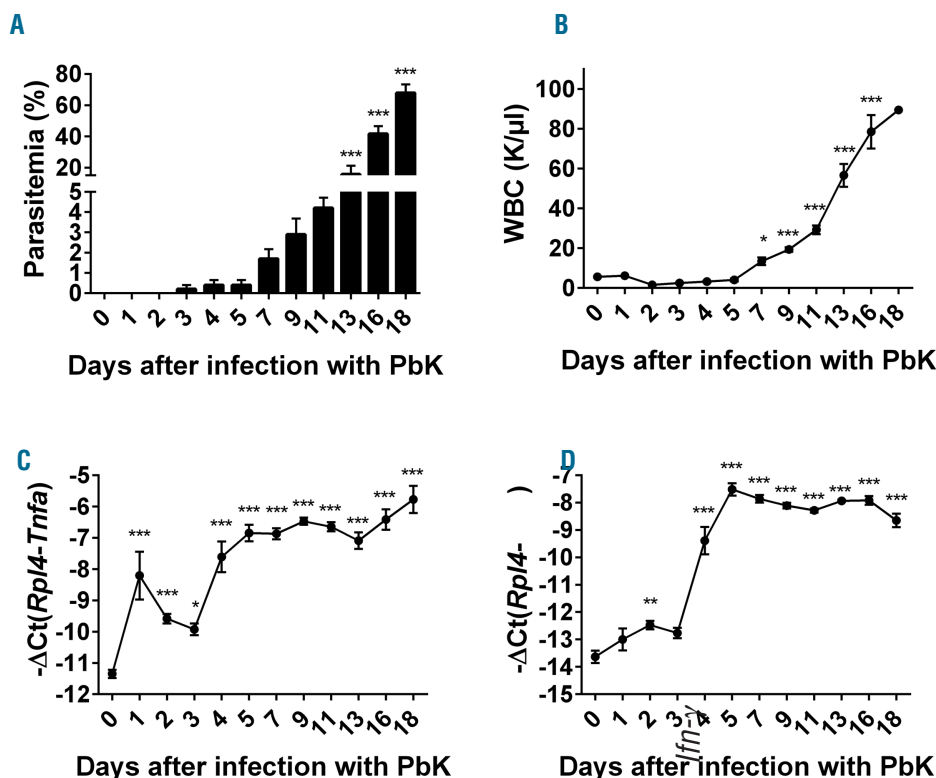 A
Parasitemia (%)
80
60
40
20
5
4
3
2
1
0
***
***
***
0 1 2 3 4 5 7 9 11 13 16 18
Days after infection with PbK
B
WBC (K/µl)
100
80
60
40
20
0
* *** *** *** ***
0 1 2 3 4 5 7 9 11 13 16 18
Days after infection with PbK
C
-ΔCt(Rpl4-Tnfa)
-5
-6
-7
-8
-9
-10
-11
-12
*** *** * *** *** *** *** *** *** *** ***
0 1 2 3 4 5 7 9 11 13 16 18
Days after infection with PbK
D
-ΔCt(Rpl4- )
Ifn-γ
-7
-8
-9
-10
-11
-12
-13
-14
-15
** *** *** *** *** *** *** *** ***
0 1 2 3 4 5 7 9 11 13 16 18
Days after infection with PbK